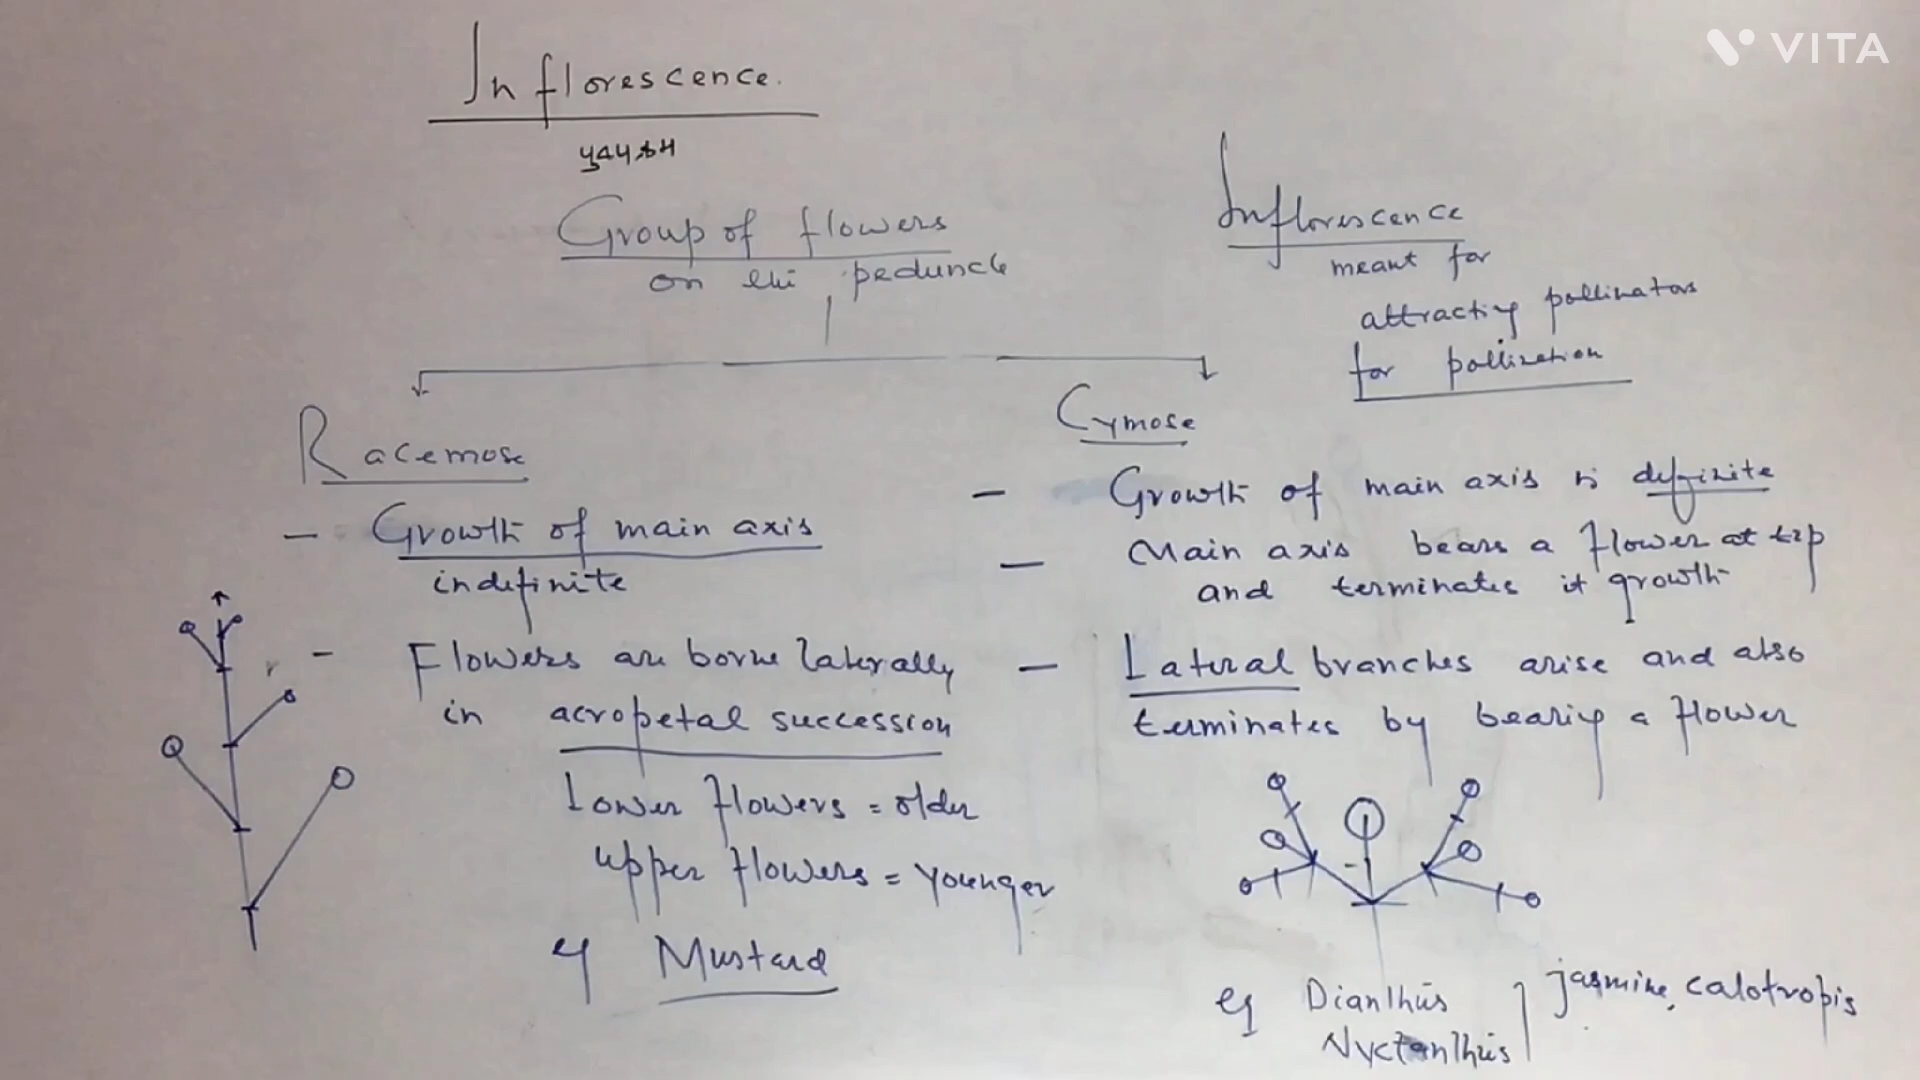 Inflorescence.
पुष्पक्रम
Group of flowers
on the peduncle
Inflorescence
meant for
attracting pollinators
for pollination
Racemose
- Growth of main axis
indefinite
- Flowers are borne laterally
in acropetal succession
Lower flowers = older
upper flowers = younger
eg Mustard
Cymose
- Growth of main axis is definite
- Main axis bears a flower at tip
and terminates it growth
- Lateral branches arise and also
terminates by bearing a flower
eg Dianthus
Nyctanthus
jasmine, calotropis
VITA